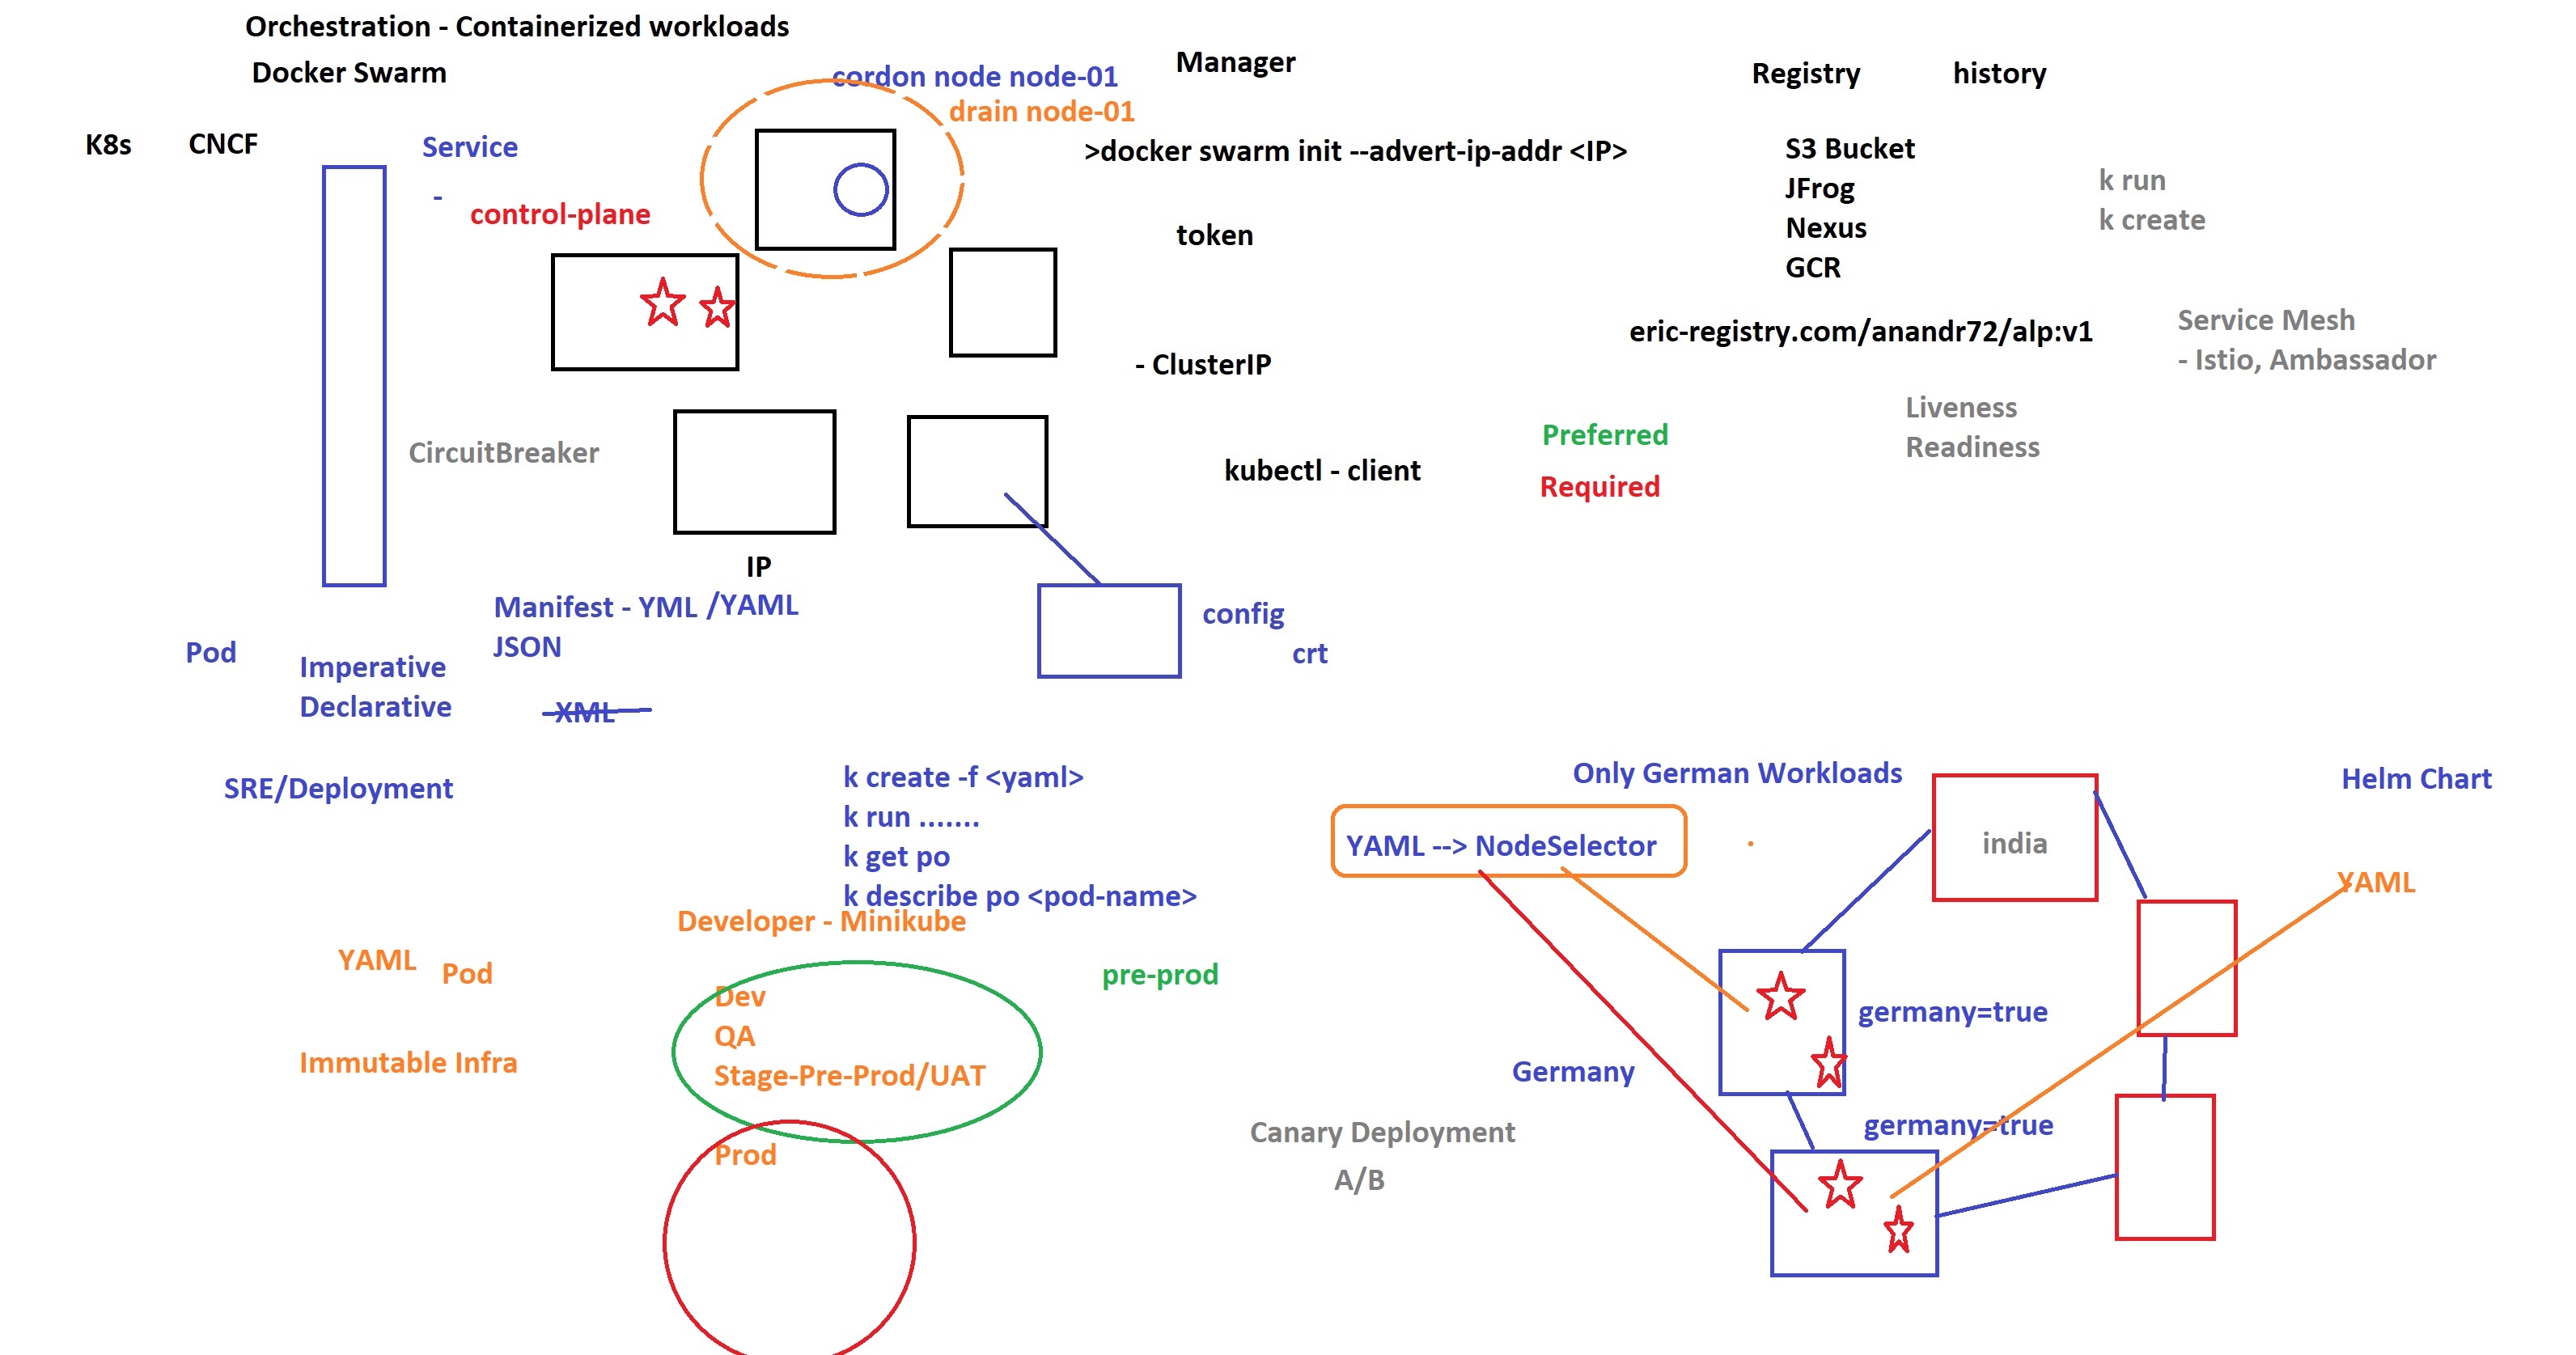 Orchestration - Containerized workloads
Docker Swarm
cordon node node-01
drain node-01
Manager
Registry
history
K8s
CNCF
Service
-
control-plane
>docker swarm init --advert-ip-addr <IP>
S3 Bucket
JFrog
Nexus
GCR
k run
k create
token
eric-registry.com/anandr72/alp:v1
Service Mesh
- Istio, Ambassador
- ClusterIP
Liveness
Readiness
CircuitBreaker
Preferred
Required
kubectl - client
IP
Manifest - YML /YAML
JSON
config
crt
Pod
Imperative
Declarative
XML
SRE/Deployment
k create -f <yaml>
k run .......
k get po
k describe po <pod-name>
Only German Workloads
YAML --> NodeSelector
india
Helm Chart
YAML
Developer - Minikube
YAML
Pod
pre-prod
Dev
QA
Stage-Pre-Prod/UAT
Prod
Immutable Infra
germany=true
Germany
germany=true
Canary Deployment
A/B